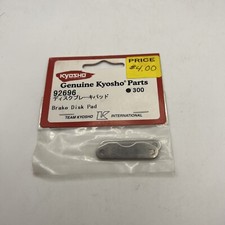 PRICE
$4.00
KYOSHO
Genuine Kyosho Parts
92696
300
ディスクブレーキパッド
Brake Disk Pad
TEAM KYOSHO K INTERNATIONAL